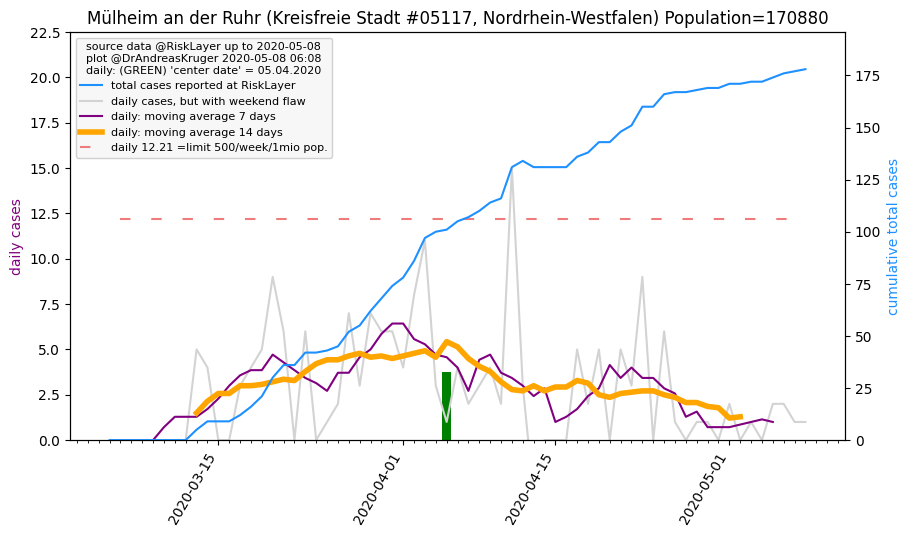 Mülheim an der Ruhr (Kreisfreie Stadt #05117, Nordrhein-Westfalen) Population=170880
source data @RiskLayer up to 2020-05-08
plot @DrAndreasKruger 2020-05-08 06:08
daily: (GREEN) 'center date' = 05.04.2020
total cases reported at RiskLayer
daily cases, but with weekend flaw
daily: moving average 7 days
daily: moving average 14 days
daily 12.21 =limit 500/week/1mio pop.
daily cases
22.5
20.0
17.5
15.0
12.5
10.0
7.5
5.0
2.5
0.0
175
150
125
100
75
50
25
0
cumulative total cases
2020-03-15
2020-04-01
2020-04-15
2020-05-01